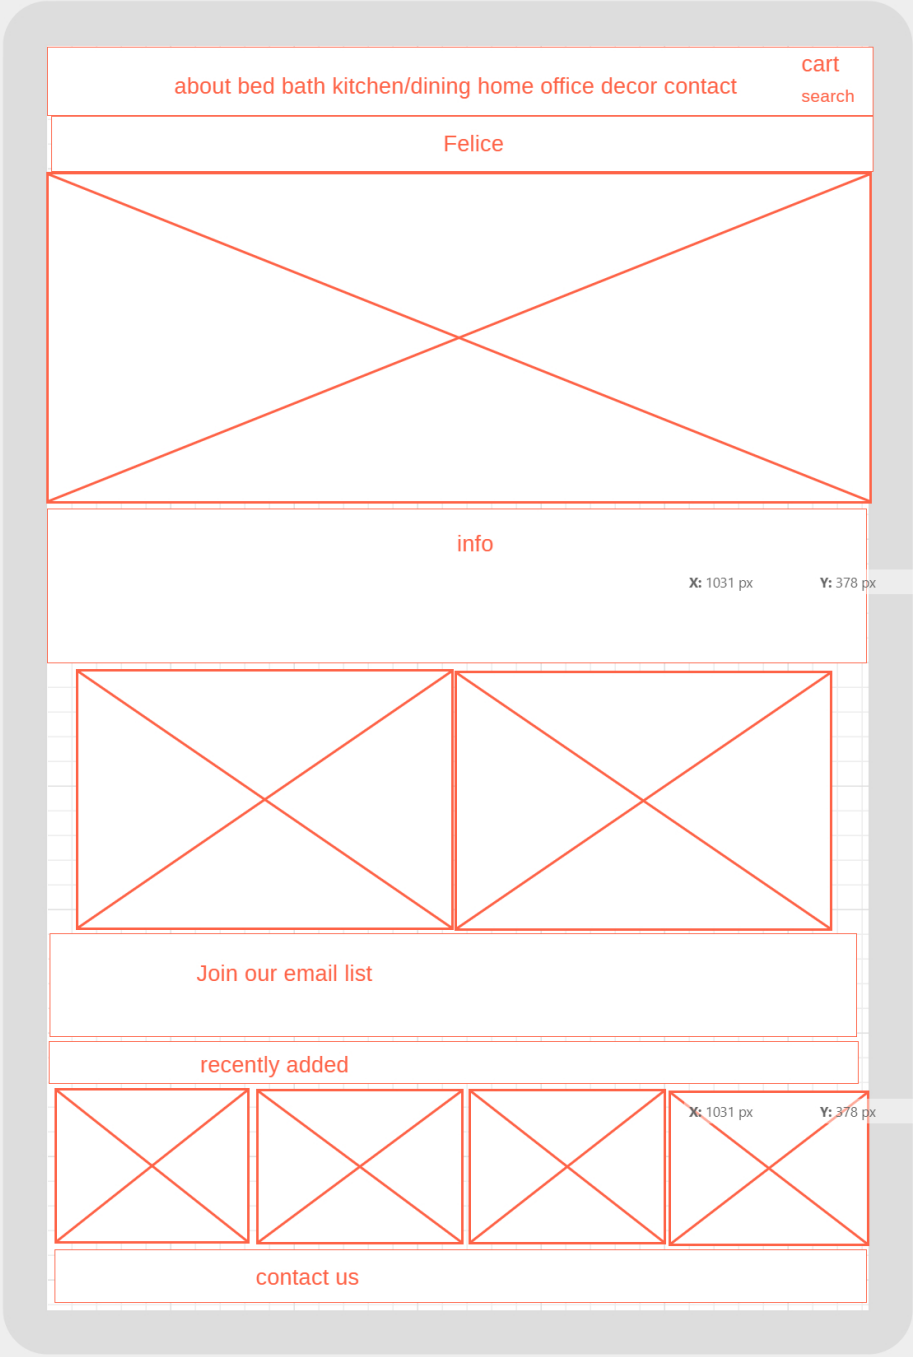 cart
about bed bath kitchen/dining home office decor contact
search
Felice
info
X: 1031 px Y: 378 px
Join our email list
recently added
X: 1031 px Y: 378 px
contact us